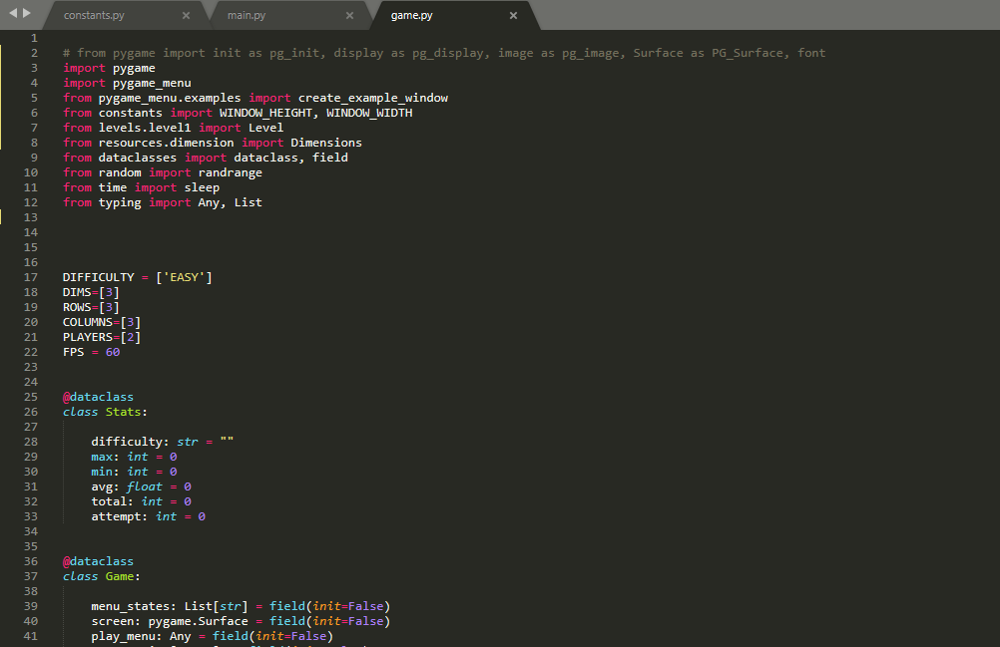 constants.py × main.py × game.py ×
1
2 # from pygame import init as pg_init, display as pg_display, image as pg_image, Surface as PG_Surface, font
3 import pygame
4 import pygame_menu
5 from pygame_menu.examples import create_example_window
6 from constants import WINDOW_HEIGHT, WINDOW_WIDTH
7 from levels.level1 import Level
8 from resources.dimension import Dimensions
9 from dataclasses import dataclass, field
10 from random import randrange
11 from time import sleep
12 from typing import Any, List
13
14
15
16
17 DIFFICULTY = ['EASY']
18 DIMS=[3]
19 ROWS=[3]
20 COLUMNS=[3]
21 PLAYERS=[2]
22 FPS = 60
23
24
25 @dataclass
26 class Stats:
27
28 difficulty: str = ""
29 max: int = 0
30 min: int = 0
31 avg: float = 0
32 total: int = 0
33 attempt: int = 0
34
35
36 @dataclass
37 class Game:
38
39 menu_states: List[str] = field(init=False)
40 screen: pygame.Surface = field(init=False)
41 play_menu: Any = field(init=False)